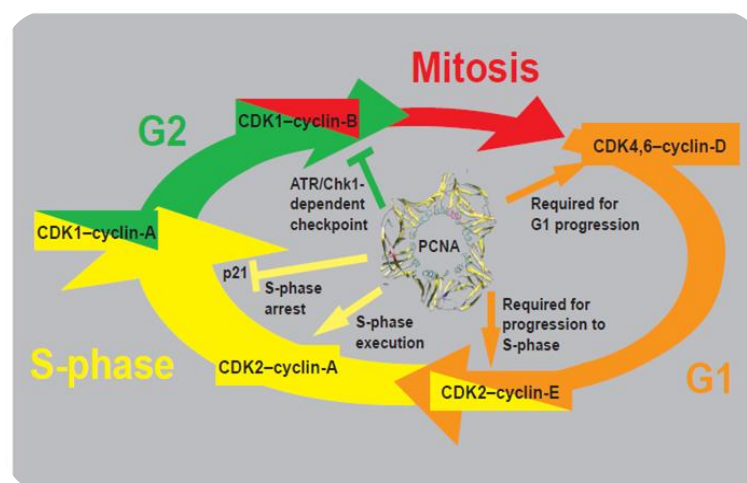 Mitosis
CDK1–cyclin-B
G2
CDK4,6–cyclin-D
ATR/Chk1-
dependent
checkpoint
Required for
G1 progression
CDK1–cyclin-A
PCNA
p21
S-phase
arrest
S-phase
execution
Required for
progression to
S-phase
S-phase
CDK2–cyclin-A
G1
CDK2–cyclin-E